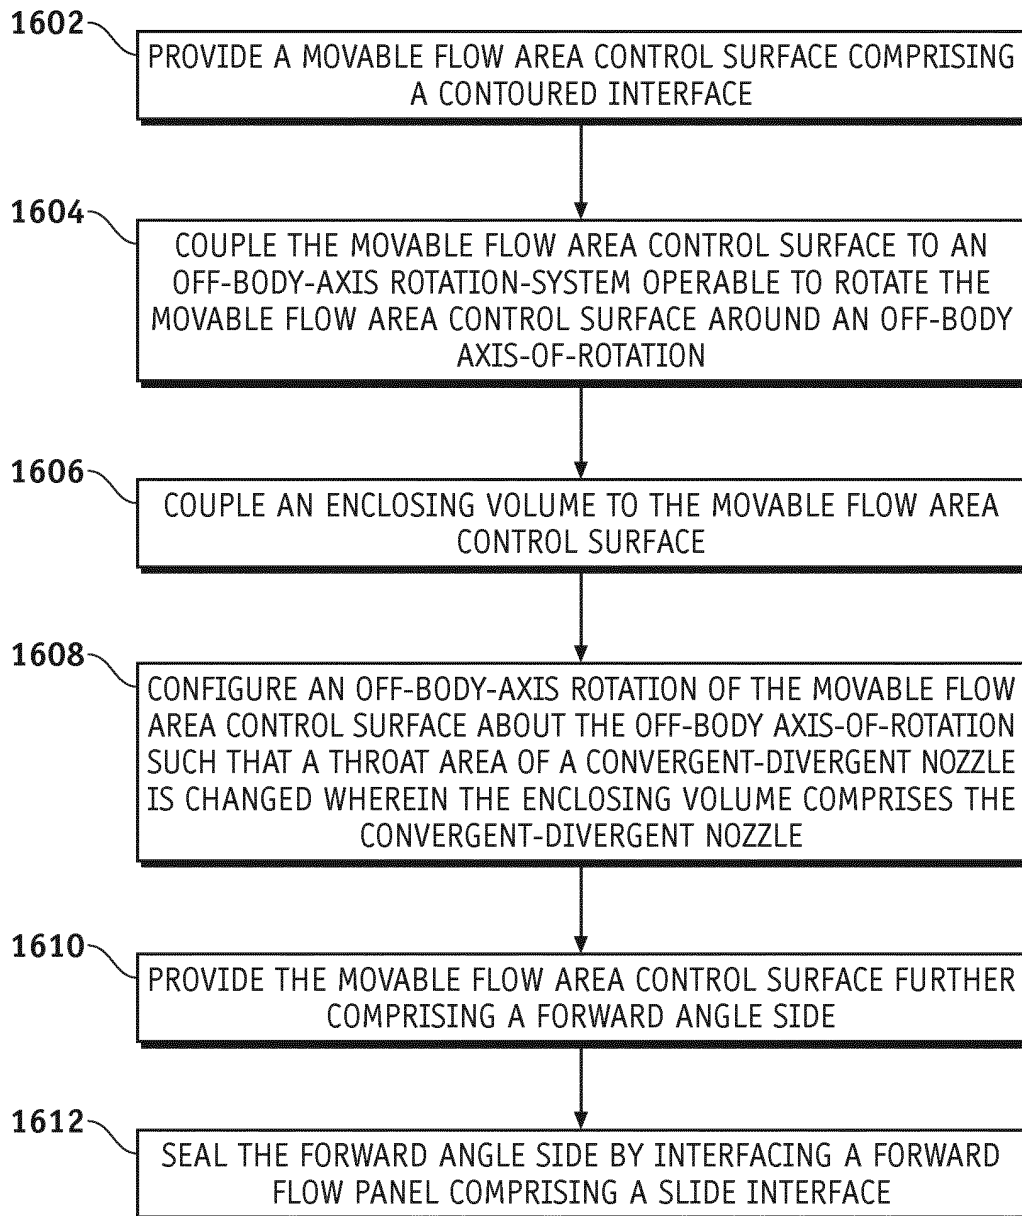 1602
PROVIDE A MOVABLE FLOW AREA CONTROL SURFACE COMPRISING
A CONTOURED INTERFACE
1604
COUPLE THE MOVABLE FLOW AREA CONTROL SURFACE TO AN
OFF-BODY-AXIS ROTATION-SYSTEM OPERABLE TO ROTATE THE
MOVABLE FLOW AREA CONTROL SURFACE AROUND AN OFF-BODY
AXIS-OF-ROTATION
1606
COUPLE AN ENCLOSING VOLUME TO THE MOVABLE FLOW AREA
CONTROL SURFACE
1608
CONFIGURE AN OFF-BODY-AXIS ROTATION OF THE MOVABLE FLOW
AREA CONTROL SURFACE ABOUT THE OFF-BODY AXIS-OF-ROTATION
SUCH THAT A THROAT AREA OF A CONVERGENT-DIVERGENT NOZZLE
IS CHANGED WHEREIN THE ENCLOSING VOLUME COMPRISES THE
CONVERGENT-DIVERGENT NOZZLE
1610
PROVIDE THE MOVABLE FLOW AREA CONTROL SURFACE FURTHER
COMPRISING A FORWARD ANGLE SIDE
1612
SEAL THE FORWARD ANGLE SIDE BY INTERFACING A FORWARD
FLOW PANEL COMPRISING A SLIDE INTERFACE